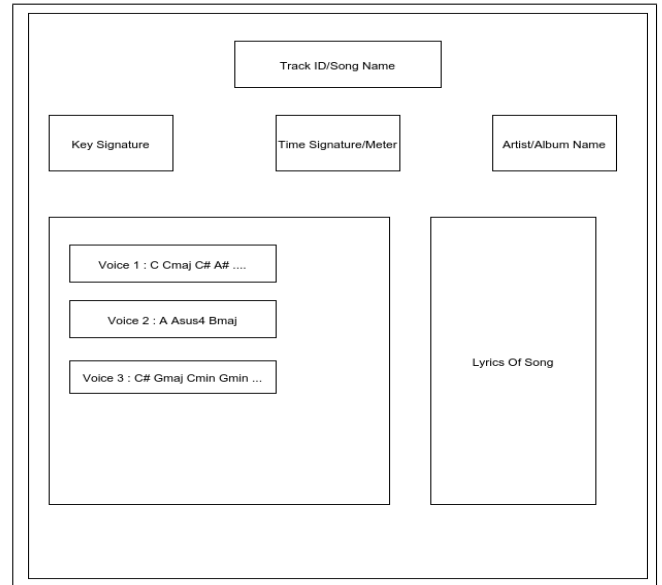 Track ID/Song Name
Key Signature
Time Signature/Meter
Artist/Album Name
Voice 1 : C Cmaj C# A# ....
Voice 2 : A Asus4 Bmaj
Voice 3 : C# Gmaj Cmin Gmin ...
Lyrics Of Song